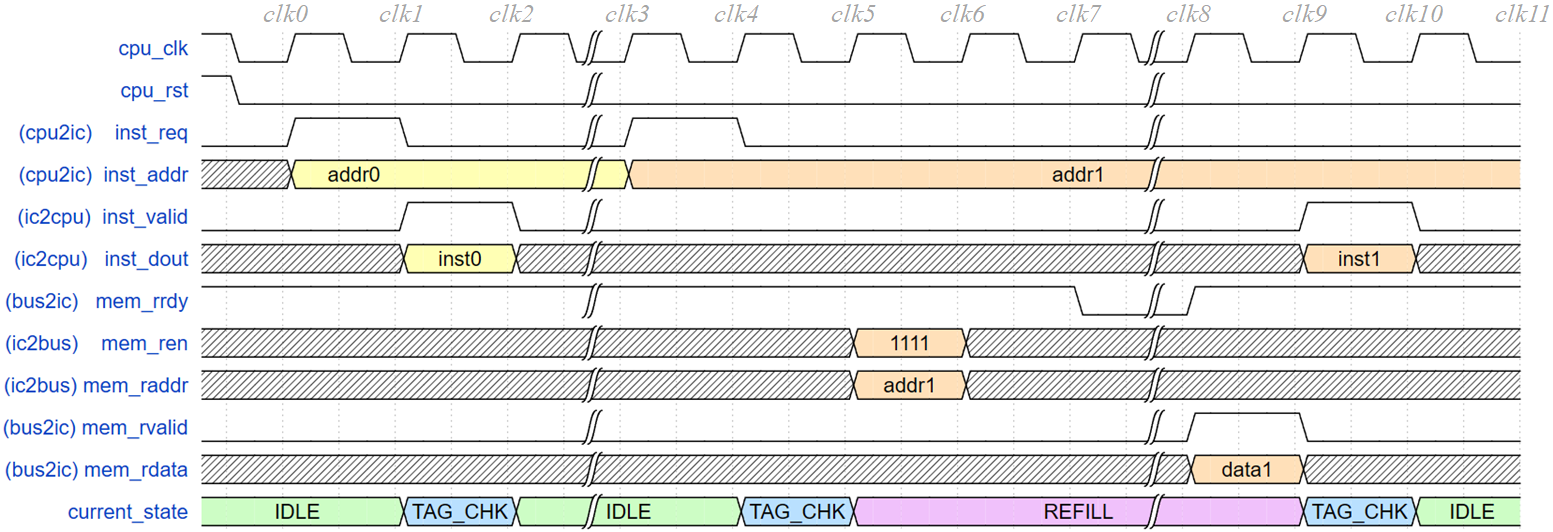 clk0 clk1 clk2 clk3 clk4 clk5 clk6 clk7 clk8 clk9 clk10 clk11
cpu_clk
cpu_rst
(cpu2ic) inst_req
(cpu2ic) inst_addr addr0 addr1
(ic2cpu) inst_valid
(ic2cpu) inst_dout inst0 inst1
(bus2ic) mem_rrdy
(ic2bus) mem_ren 1111
(ic2bus) mem_raddr addr1
(bus2ic) mem_rvalid
(bus2ic) mem_rdata data1
current_state IDLE TAG_CHK IDLE TAG_CHK REFILL TAG_CHK IDLE